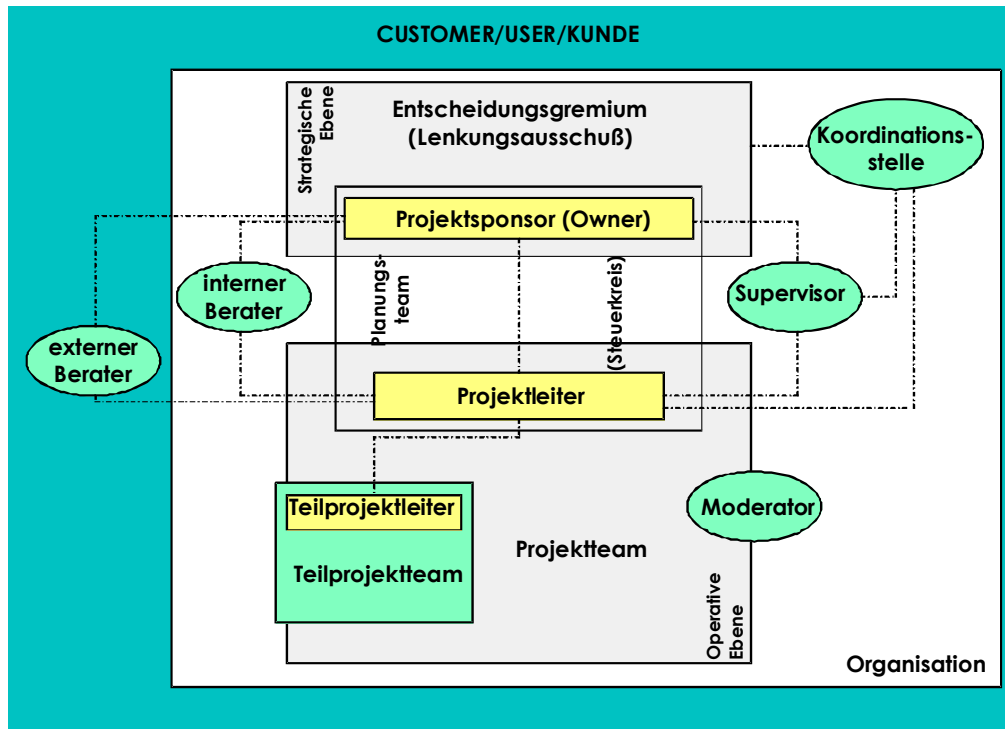 CUSTOMER/USER/KUNDE
Strategische
Ebene
Entscheidungsgremium
(Lenkungsausschuß)
Koordinations-
stelle
Projektsponsor (Owner)
interner
Berater
Planungs-
team
(Steuerkreis)
Supervisor
externer
Berater
Projektleiter
Teilprojektleiter
Teilprojektteam
Projektteam
Moderator
Operative
Ebene
Organisation